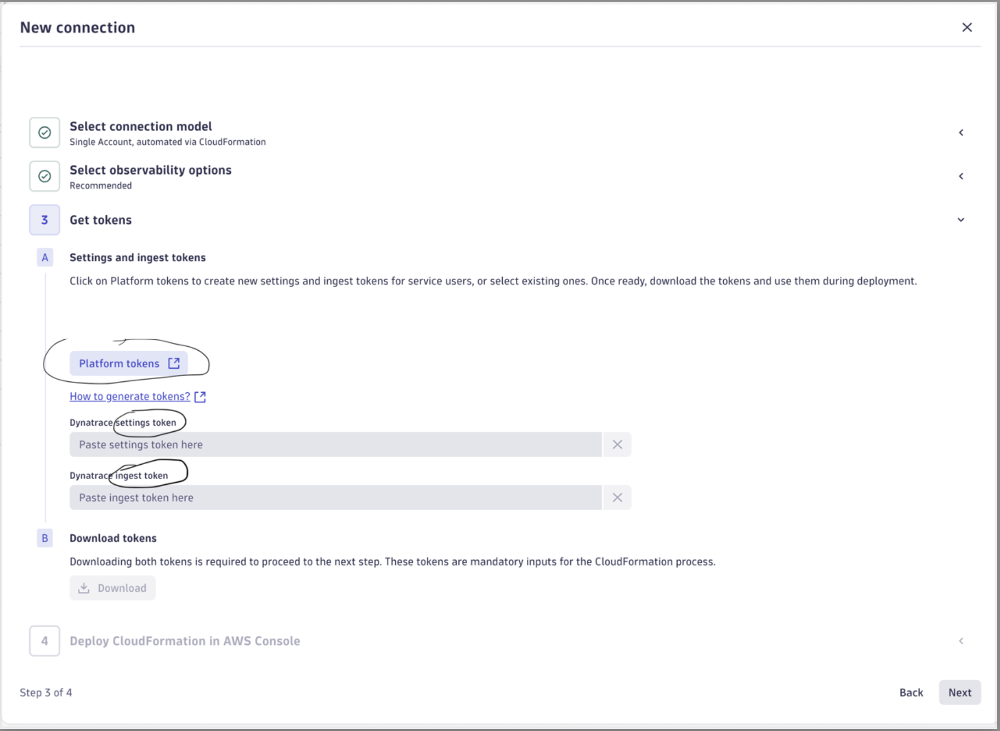 New connection
Select connection model
Single Account, automated via CloudFormation
Select observability options
Recommended
3 Get tokens
A Settings and ingest tokens
Click on Platform tokens to create new settings and ingest tokens for service users, or select existing ones. Once ready, download the tokens and use them during deployment.
Platform tokens
How to generate tokens?
Dynatrace settings token
Paste settings token here
Dynatrace ingest token
Paste ingest token here
B Download tokens
Downloading both tokens is required to proceed to the next step. These tokens are mandatory inputs for the CloudFormation process.
Download
4 Deploy CloudFormation in AWS Console
Step 3 of 4 Back Next